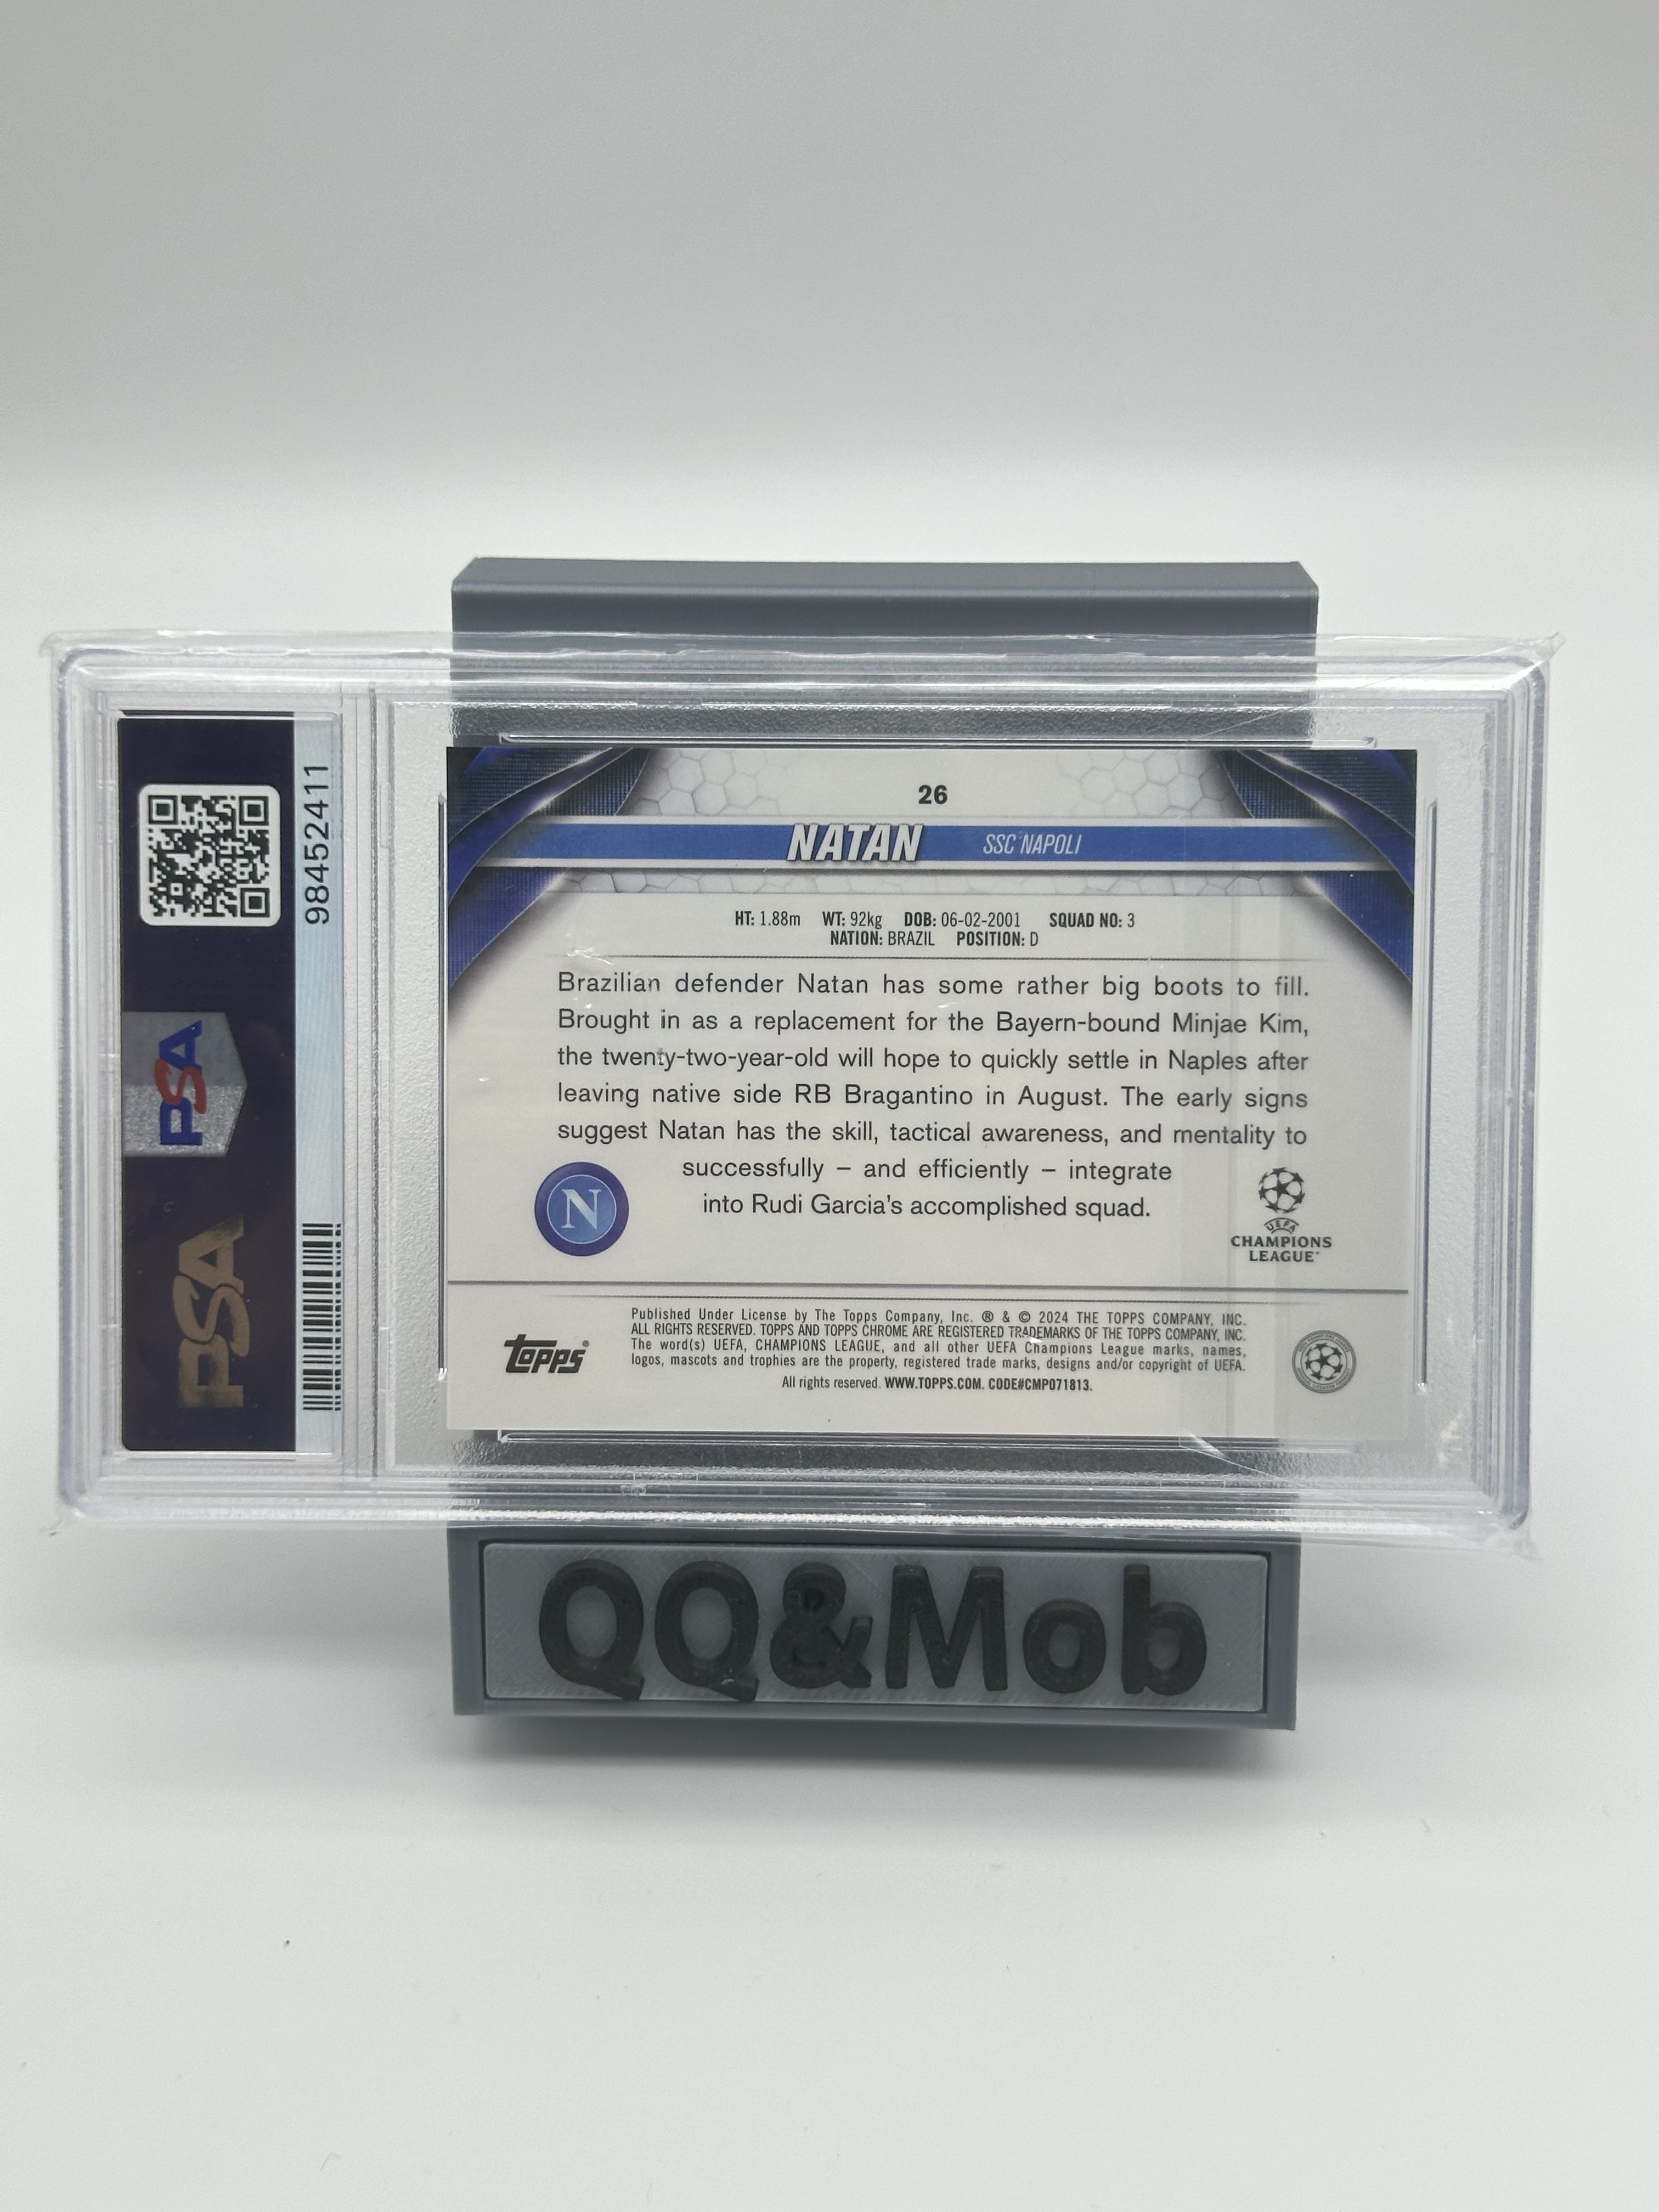 98452411
PSA
PSA
26
NATAN SSC NAPOLI
HT: 1.88m WT: 92kg DOB: 06-02-2001 SQUAD NO: 3
NATION: BRAZIL POSITION: D
Brazilian defender Natan has some rather big boots to fill.
Brought in as a replacement for the Bayern-bound Minjae Kim,
the twenty-two-year-old will hope to quickly settle in Naples after
leaving native side RB Bragantino in August. The early signs
suggest Natan has the skill, tactical awareness, and mentality to
successfully – and efficiently – integrate
into Rudi Garcia's accomplished squad.
N
UEFA
CHAMPIONS
LEAGUE®
Published Under License by The Topps Company, Inc. ® & © 2024 THE TOPPS COMPANY, INC.
ALL RIGHTS RESERVED. TOPPS AND TOPPS CHROME ARE REGISTERED TRADEMARKS OF THE TOPPS COMPANY, INC.
The word(s) UEFA, CHAMPIONS LEAGUE, and all other UEFA Champions League marks, names,
logos, mascots and trophies are the property, registered trade marks, designs and/or copyright of UEFA.
All rights reserved. WWW.TOPPS.COM. CODE#CMP071813.
Topps®
QQ&Mob